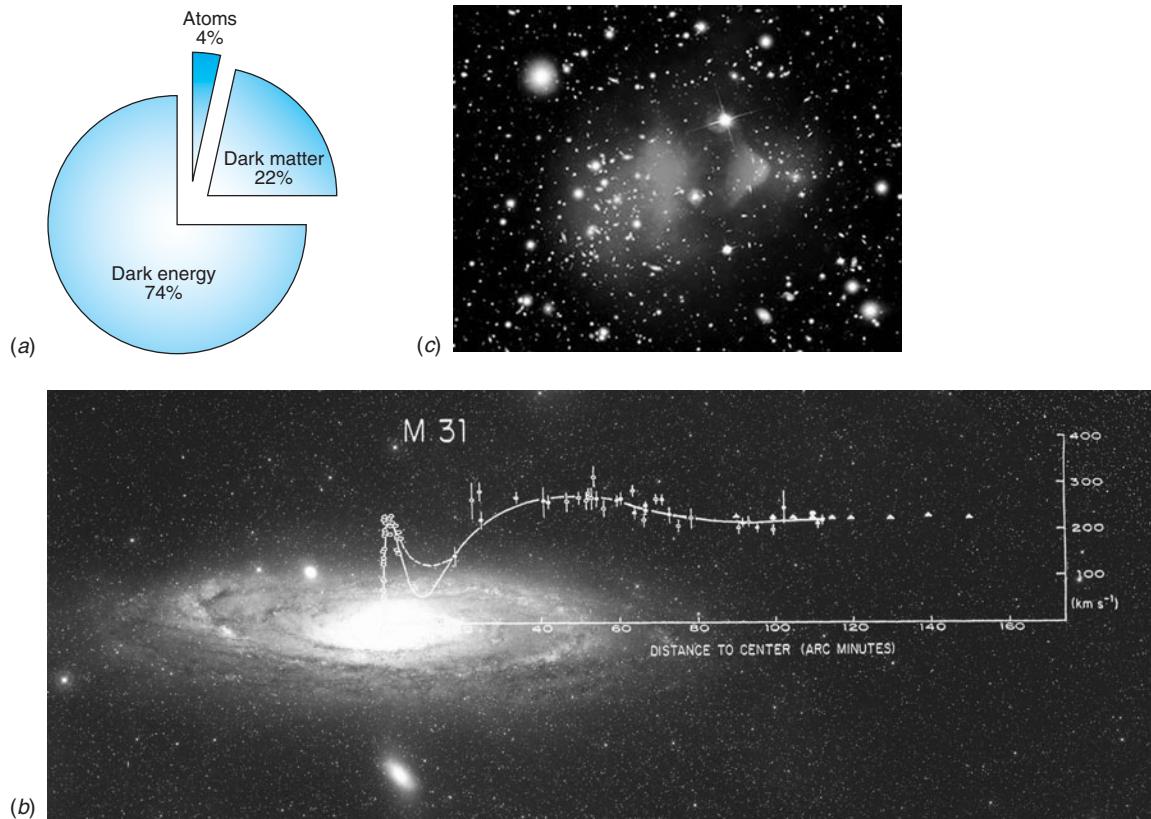 Atoms
4%
Dark matter
22%
Dark energy
74%
(a)
(c)
M 31
400
300
200
100
(km s⁻¹)
20 40 60 80 100 120 140 160
DISTANCE TO CENTER (ARC MINUTES)
(b)